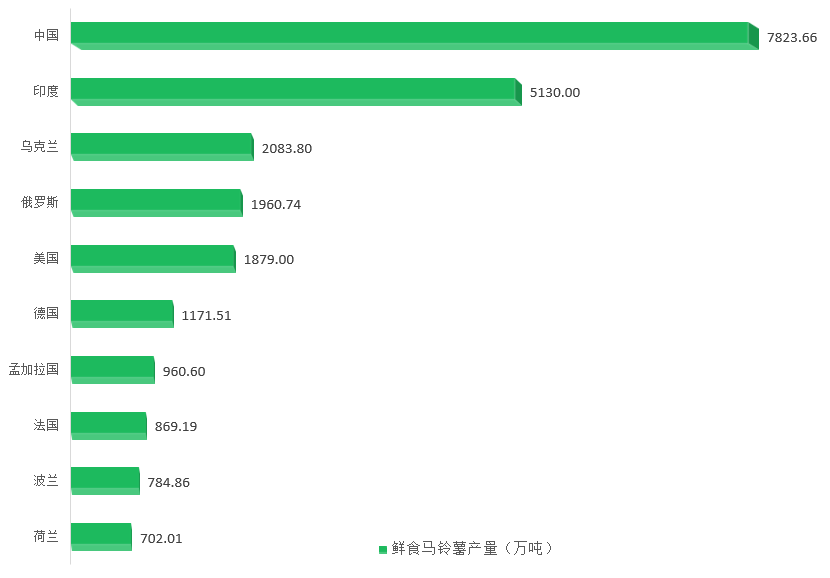 中国 7823.66
印度 5130.00
乌克兰 2083.80
俄罗斯 1960.74
美国 1879.00
德国 1171.51
孟加拉国 960.60
法国 869.19
波兰 784.86
荷兰 702.01
鲜食马铃薯产量（万吨）